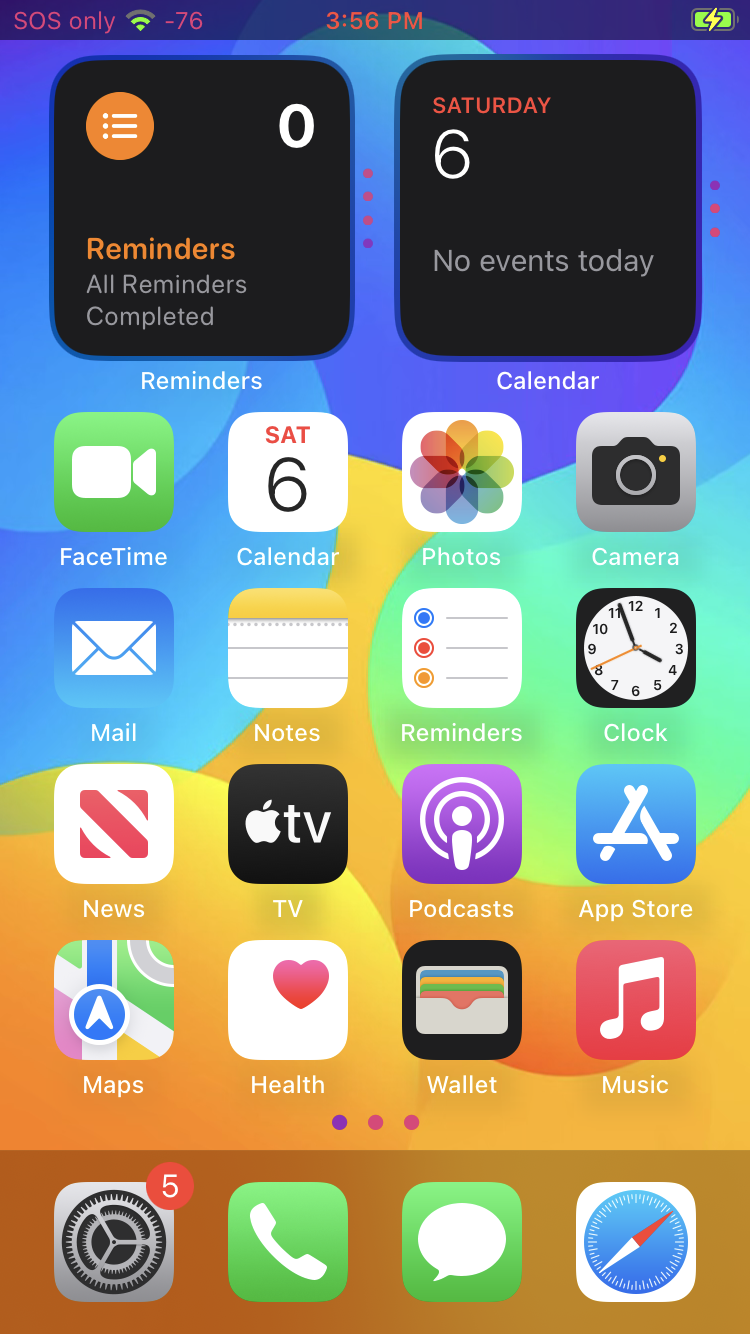 SOS only -76 3:56 PM
0
Reminders
All Reminders
Completed
SATURDAY
6
No events today
Reminders Calendar
SAT
6
FaceTime Calendar Photos Camera
12
1
2
3
4
5
6
7
8
9
10
11
Mail Notes Reminders Clock
tv
News TV Podcasts App Store
Maps Health Wallet Music
5